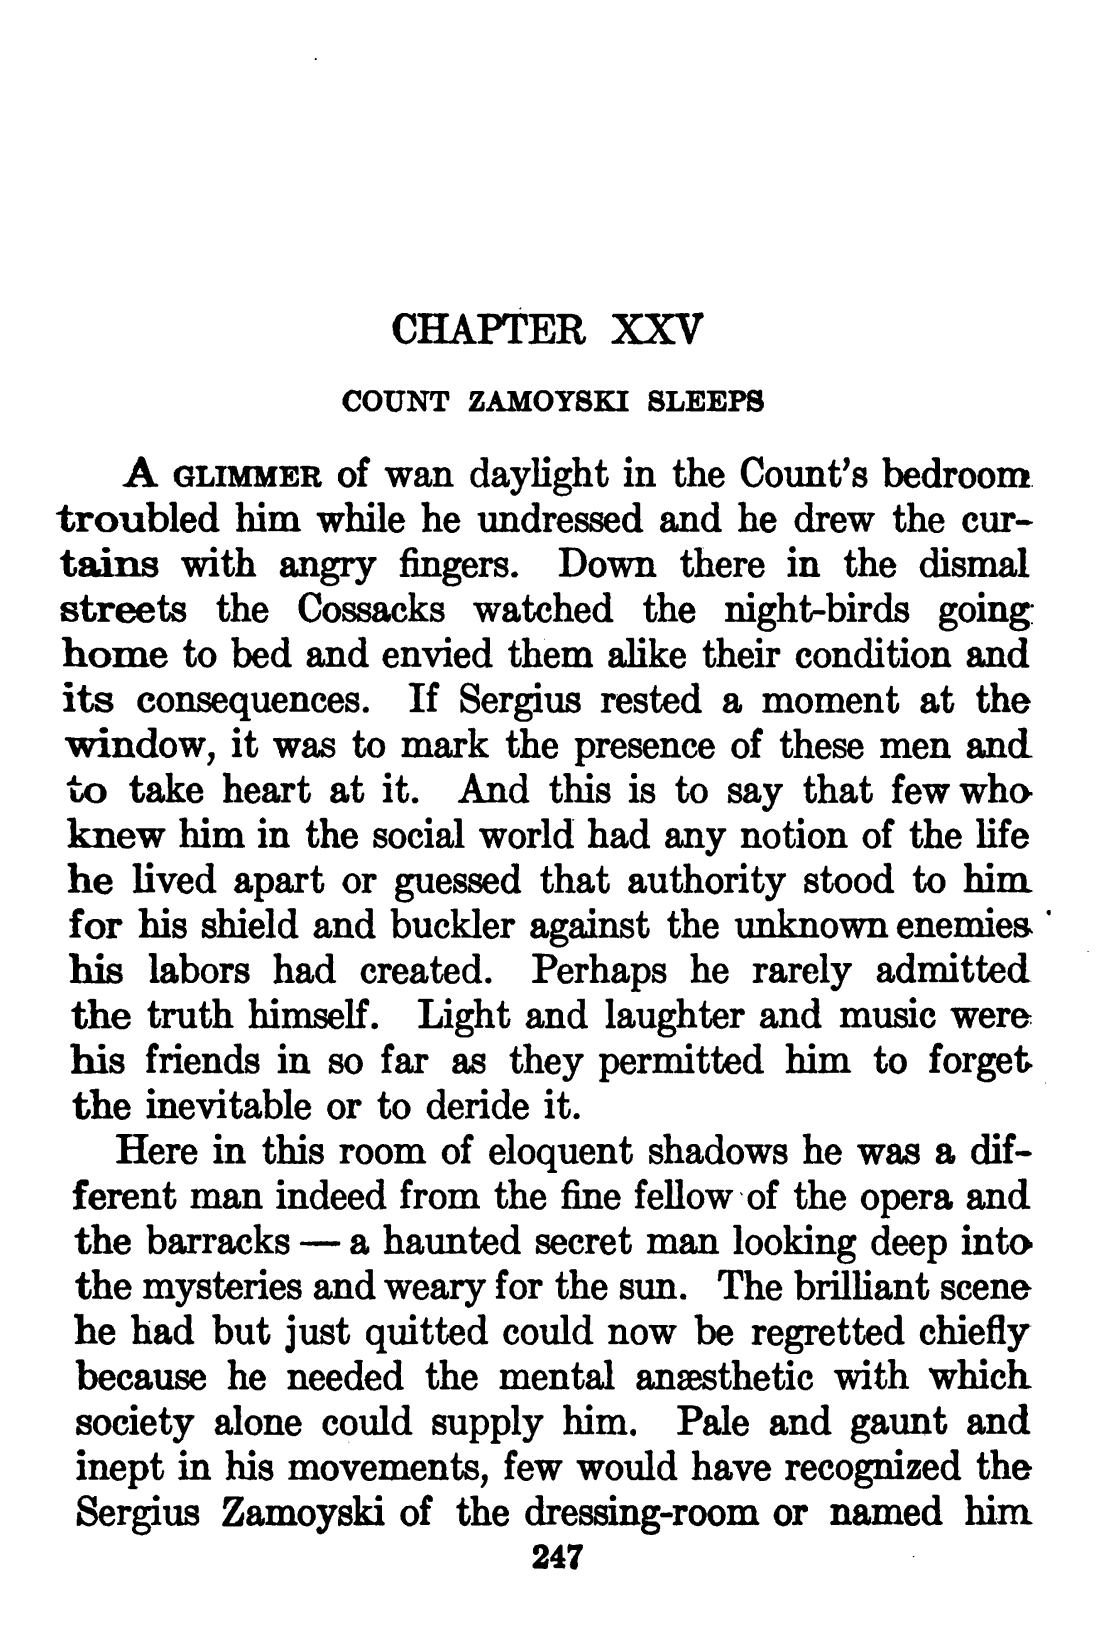 CHAPTER XXV
COUNT ZAMOYSKI SLEEPS
A GLIMMER of wan daylight in the Count's bedroom
troubled him while he undressed and he drew the cur-
tains with angry fingers. Down there in the dismal
streets the Cossacks watched the night-birds going
home to bed and envied them alike their condition and
its consequences. If Sergius rested a moment at the
window, it was to mark the presence of these men and
to take heart at it. And this is to say that few who
knew him in the social world had any notion of the life
he lived apart or guessed that authority stood to him
for his shield and buckler against the unknown enemies
his labors had created. Perhaps he rarely admitted
the truth himself. Light and laughter and music were
his friends in so far as they permitted him to forget
the inevitable or to deride it.
Here in this room of eloquent shadows he was a dif-
ferent man indeed from the fine fellow of the opera and
the barracks — a haunted secret man looking deep into
the mysteries and weary for the sun. The brilliant scene
he had but just quitted could now be regretted chiefly
because he needed the mental anæsthetic with which
society alone could supply him. Pale and gaunt and
inept in his movements, few would have recognized the
Sergius Zamoyski of the dressing-room or named him
247